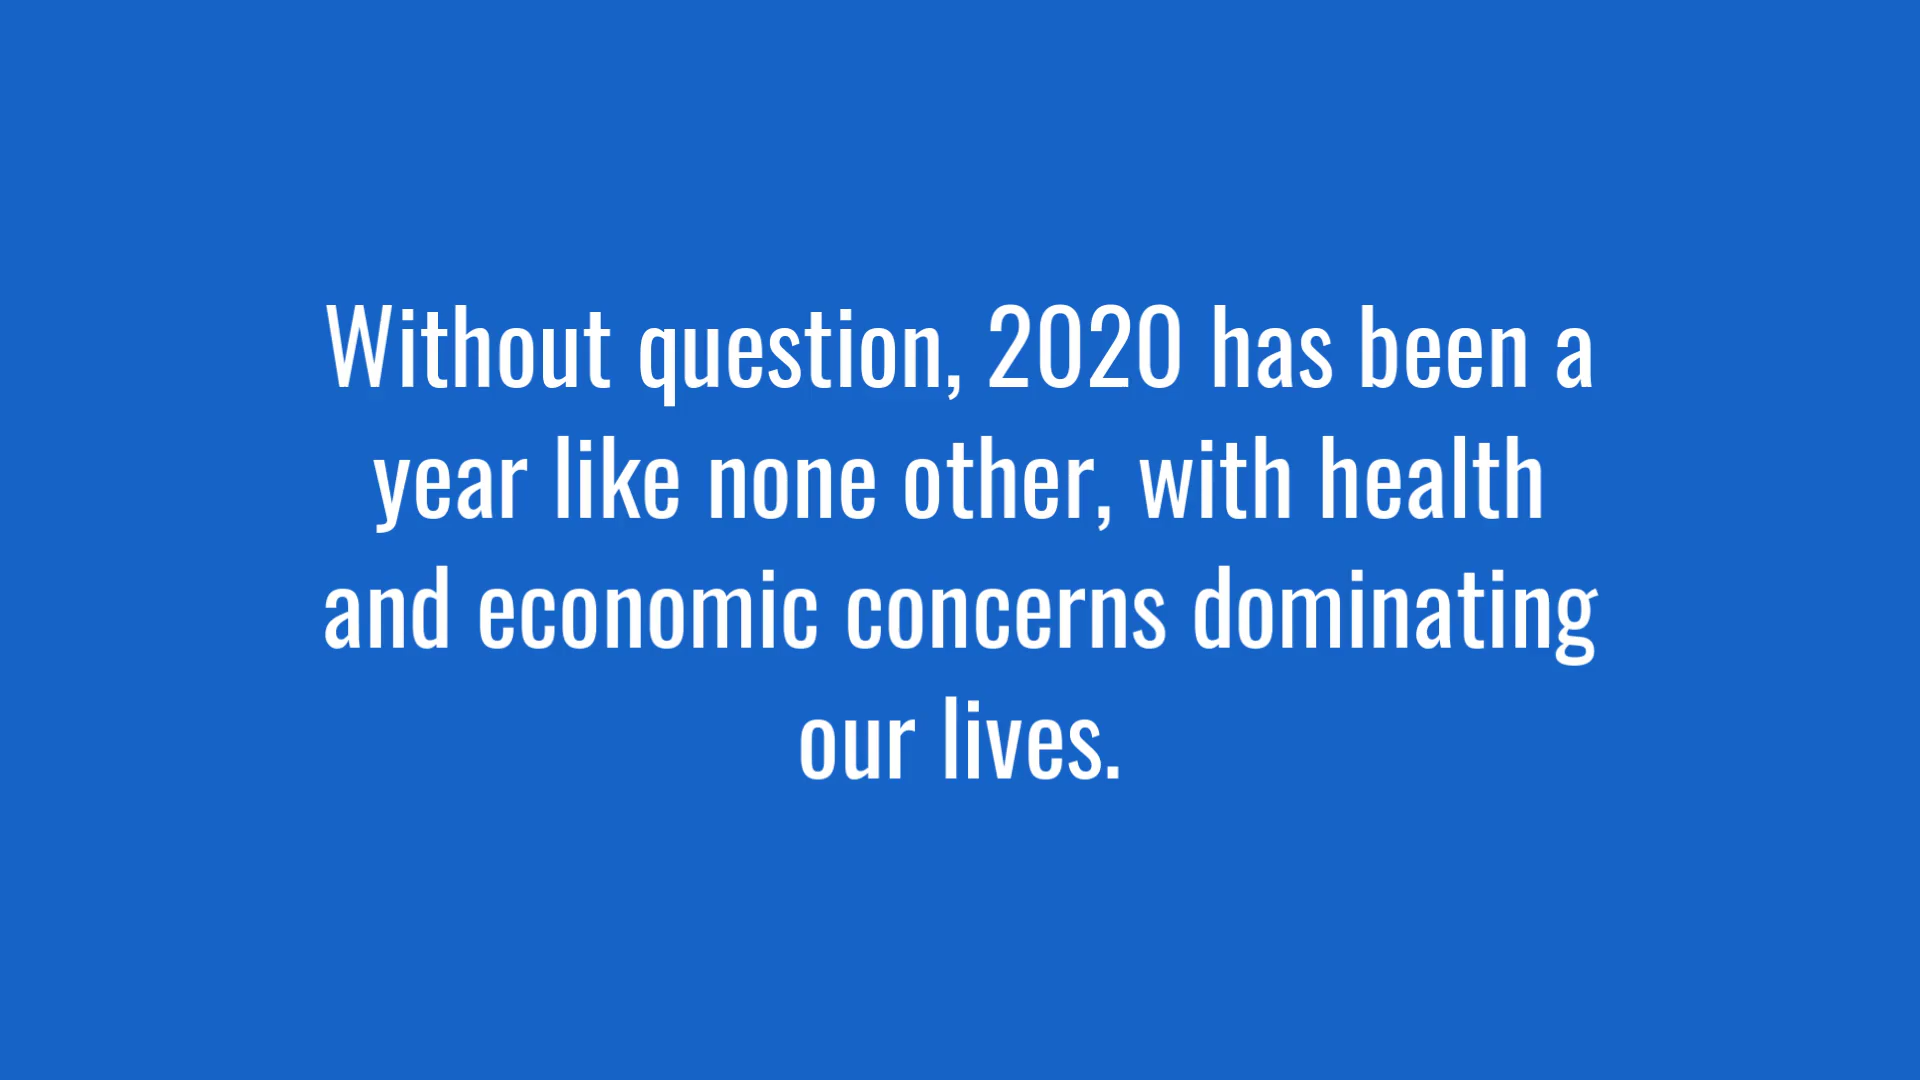 Without question, 2020 has been a
year like none other, with health
and economic concerns dominating
our lives.